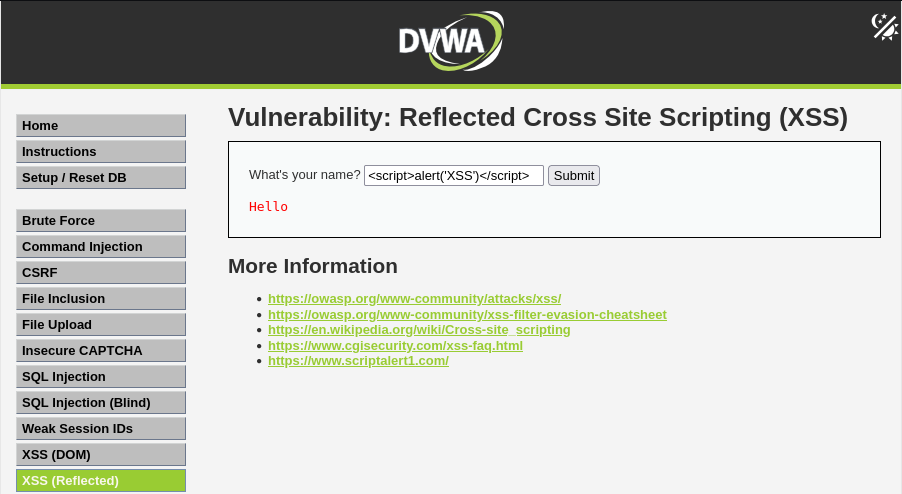 DVWA
Home
Instructions
Setup / Reset DB
Brute Force
Command Injection
CSRF
File Inclusion
File Upload
Insecure CAPTCHA
SQL Injection
SQL Injection (Blind)
Weak Session IDs
XSS (DOM)
XSS (Reflected)
Vulnerability: Reflected Cross Site Scripting (XSS)
What's your name? <script>alert('XSS')</script> Submit
Hello
More Information
https://owasp.org/www-community/attacks/xss/
https://owasp.org/www-community/xss-filter-evasion-cheatsheet
https://en.wikipedia.org/wiki/Cross-site_scripting
https://www.cgisecurity.com/xss-faq.html
https://www.scriptalert1.com/